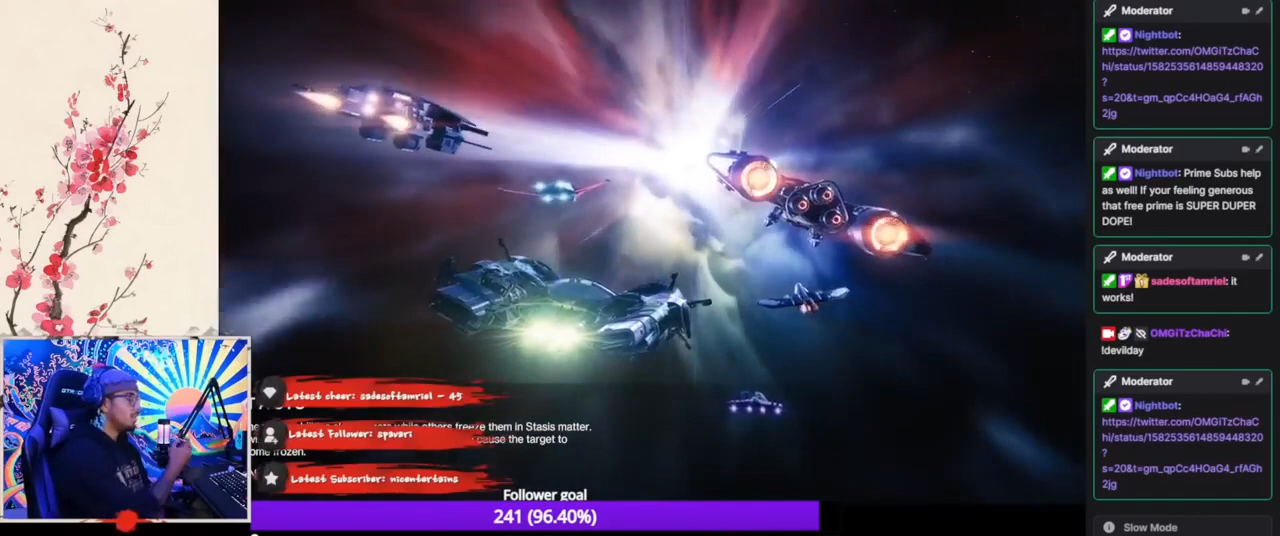 Moderator
Nightbot:
https://twitter.com/OMGiTzChaC
hi/status/1582535614859448320
?
s=20&t=gm_qpCc4HOaG4_rfAGh
2jg
Moderator
Nightbot: Prime Subs help
as well! If your feeling generous
that free prime is SUPER DUPER
DOPE!
Moderator
sadesoftamriel: it
works!
OMGiTzChaChi:
!devilday
Moderator
Nightbot:
https://twitter.com/OMGiTzChaC
hi/status/1582535614859448320
?
s=20&t=gm_qpCc4HOaG4_rfAGh
2jg
Slow Mode
Latest cheer: sadesoftamriel - 45
while others freeze them in Stasis matter.
Latest Follower: spavari
cause the target to
frozen.
Latest Subscriber: nicentertains
Follower goal
241 (96.40%)